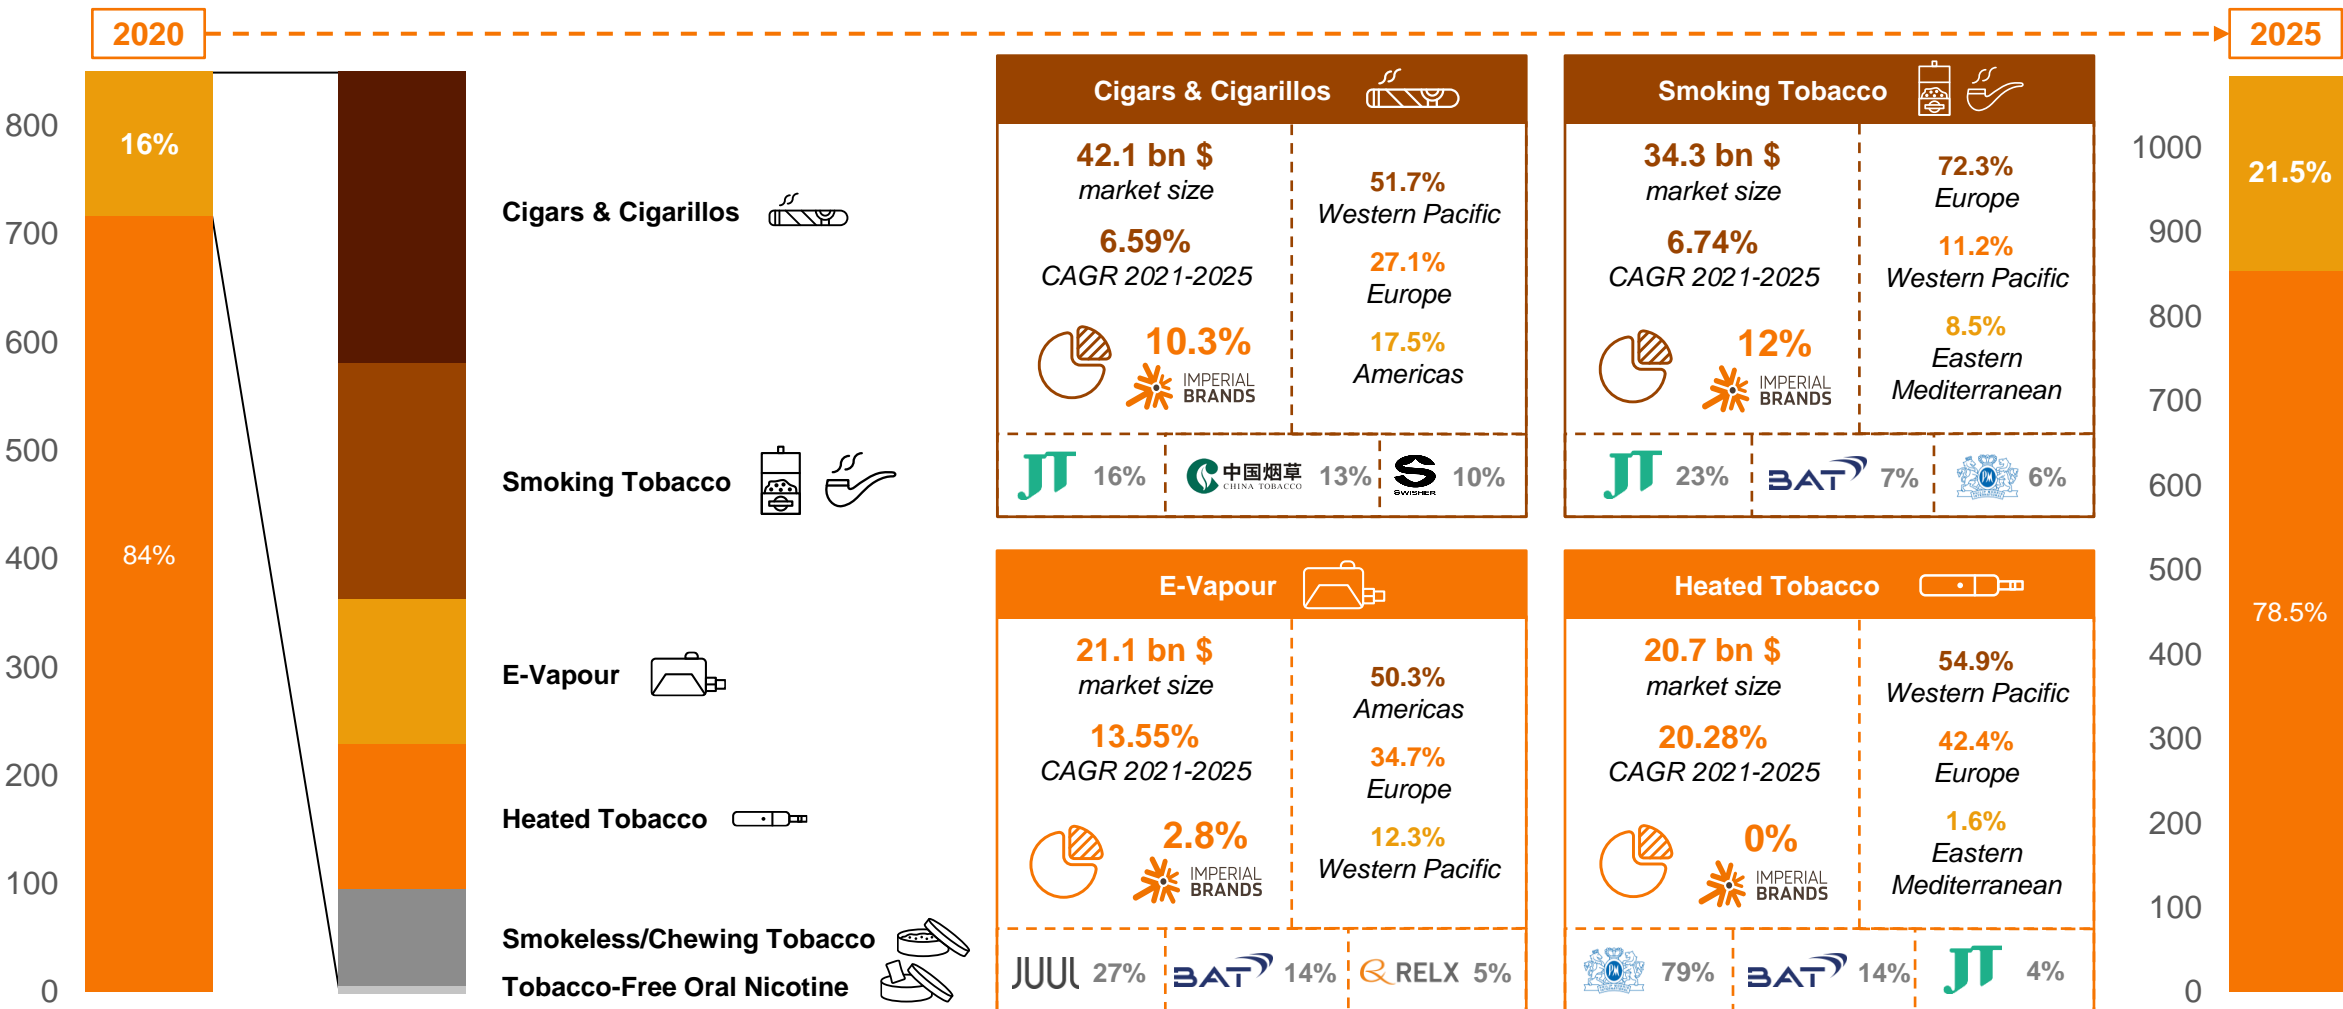 2020
2025
800
700
600
500
400
300
200
100
0
16%
84%
Cigars & Cigarillos
Smoking Tobacco
E-Vapour
Heated Tobacco
Smokeless/Chewing Tobacco
Tobacco-Free Oral Nicotine
Cigars & Cigarillos
42.1 bn $
market size
6.59%
CAGR 2021-2025
10.3%
IMPERIAL
BRANDS
51.7%
Western Pacific
27.1%
Europe
17.5%
Americas
JT 16%
中国烟草
CHINA TOBACCO
13%
S
SWISHER
10%
Smoking Tobacco
34.3 bn $
market size
6.74%
CAGR 2021-2025
12%
IMPERIAL
BRANDS
72.3%
Europe
11.2%
Western Pacific
8.5%
Eastern
Mediterranean
JT 23%
BAT 7%
PM 6%
E-Vapour
21.1 bn $
market size
13.55%
CAGR 2021-2025
2.8%
IMPERIAL
BRANDS
50.3%
Americas
34.7%
Europe
12.3%
Western Pacific
JUUL 27%
BAT 14%
RELX 5%
Heated Tobacco
20.7 bn $
market size
20.28%
CAGR 2021-2025
0%
IMPERIAL
BRANDS
54.9%
Western Pacific
42.4%
Europe
1.6%
Eastern
Mediterranean
PM 79%
BAT 14%
JT 4%
1000
900
800
700
600
500
400
300
200
100
0
21.5%
78.5%